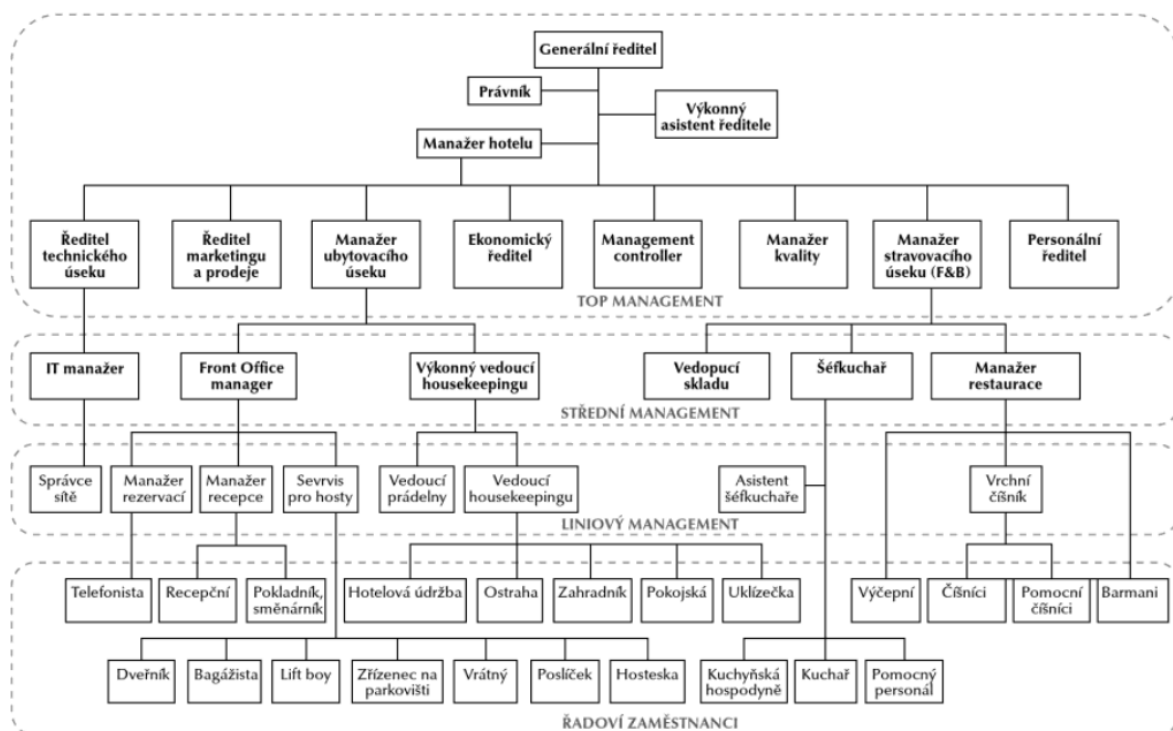 Generální ředitel
Právník
Výkonný
asistent ředitele
Manažer hotelu
Ředitel
technického
úseku
Ředitel
marketingu
a prodeje
Manažer
ubytovacího
úseku
Ekonomický
ředitel
Management
controller
Manažer
kvality
Manažer
stravovacího
úseku (F&B)
Personální
ředitel
TOP MANAGEMENT
IT manažer
Front Office
manager
Výkonný vedoucí
housekeepingu
Vedopucí
skladu
Šéfkuchař
Manažer
restaurace
STŘEDNÍ MANAGEMENT
Správce
sítě
Manažer
rezervací
Manažer
recepce
Sevrvis
pro hosty
Vedoucí
prádelny
Vedoucí
housekeepingu
Asistent
šéfkuchaře
Vrchní
číšník
LINIOVÝ MANAGEMENT
Telefonista
Recepční
Pokladník,
směnárník
Hotelová údržba
Ostraha
Zahradník
Pokojská
Uklízečka
Výčepní
Číšníci
Pomocní
číšníci
Barmani
Dveřník
Bagážista
Lift boy
Zřízenec na
parkovišti
Vrátný
Poslíček
Hosteska
Kuchyňská
hospodyně
Kuchař
Pomocný
personál
ŘADOVÍ ZAMĚSTNANCI